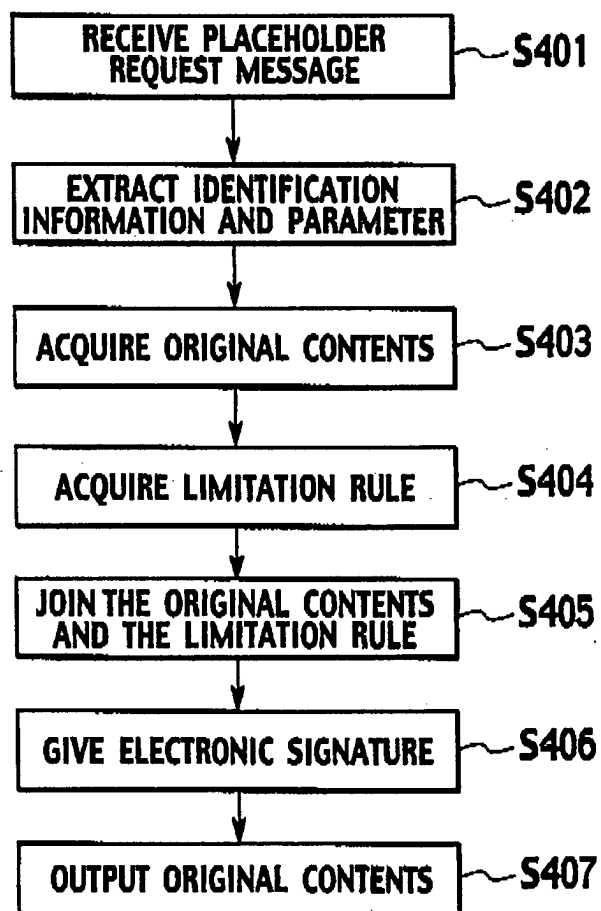 RECEIVE PLACEHOLDER
REQUEST MESSAGE
S401
EXTRACT IDENTIFICATION
INFORMATION AND PARAMETER
S402
ACQUIRE ORIGINAL CONTENTS
S403
ACQUIRE LIMITATION RULE
S404
JOIN THE ORIGINAL CONTENTS
AND THE LIMITATION RULE
S405
GIVE ELECTRONIC SIGNATURE
S406
OUTPUT ORIGINAL CONTENTS
S407